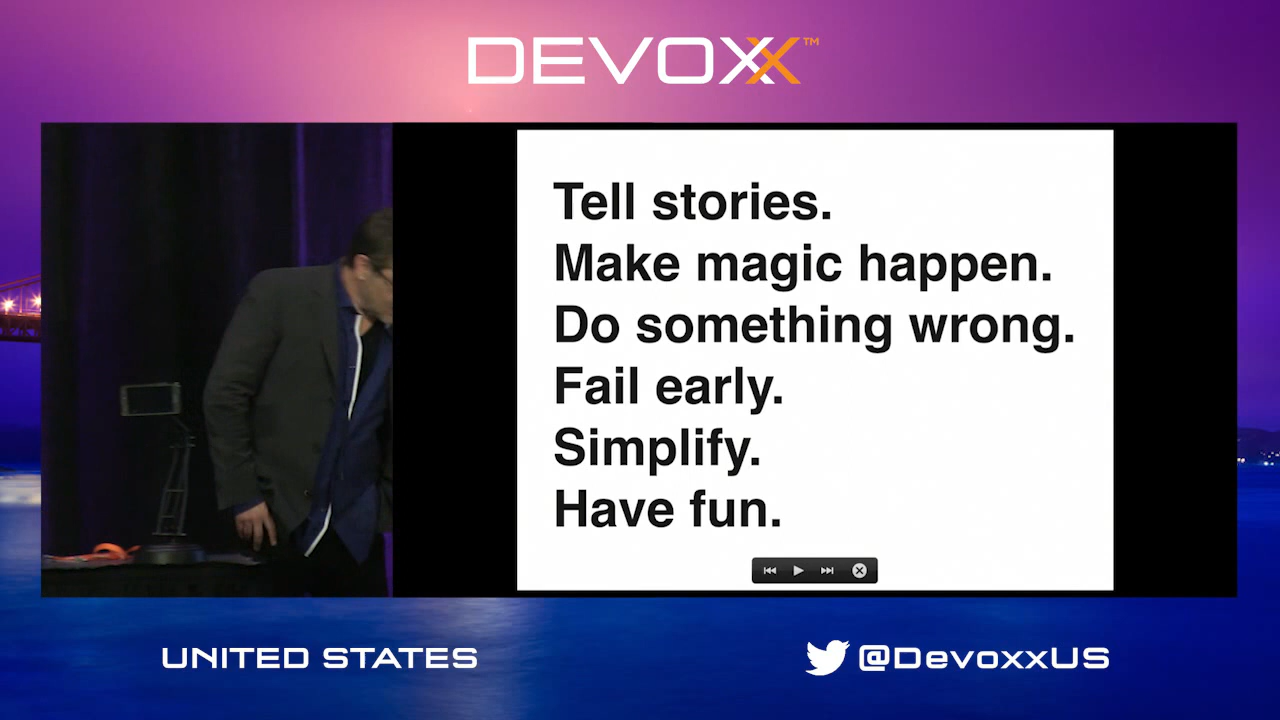 DEVOXX™
Tell stories.
Make magic happen.
Do something wrong.
Fail early.
Simplify.
Have fun.
UNITED STATES
@DevoxxUS